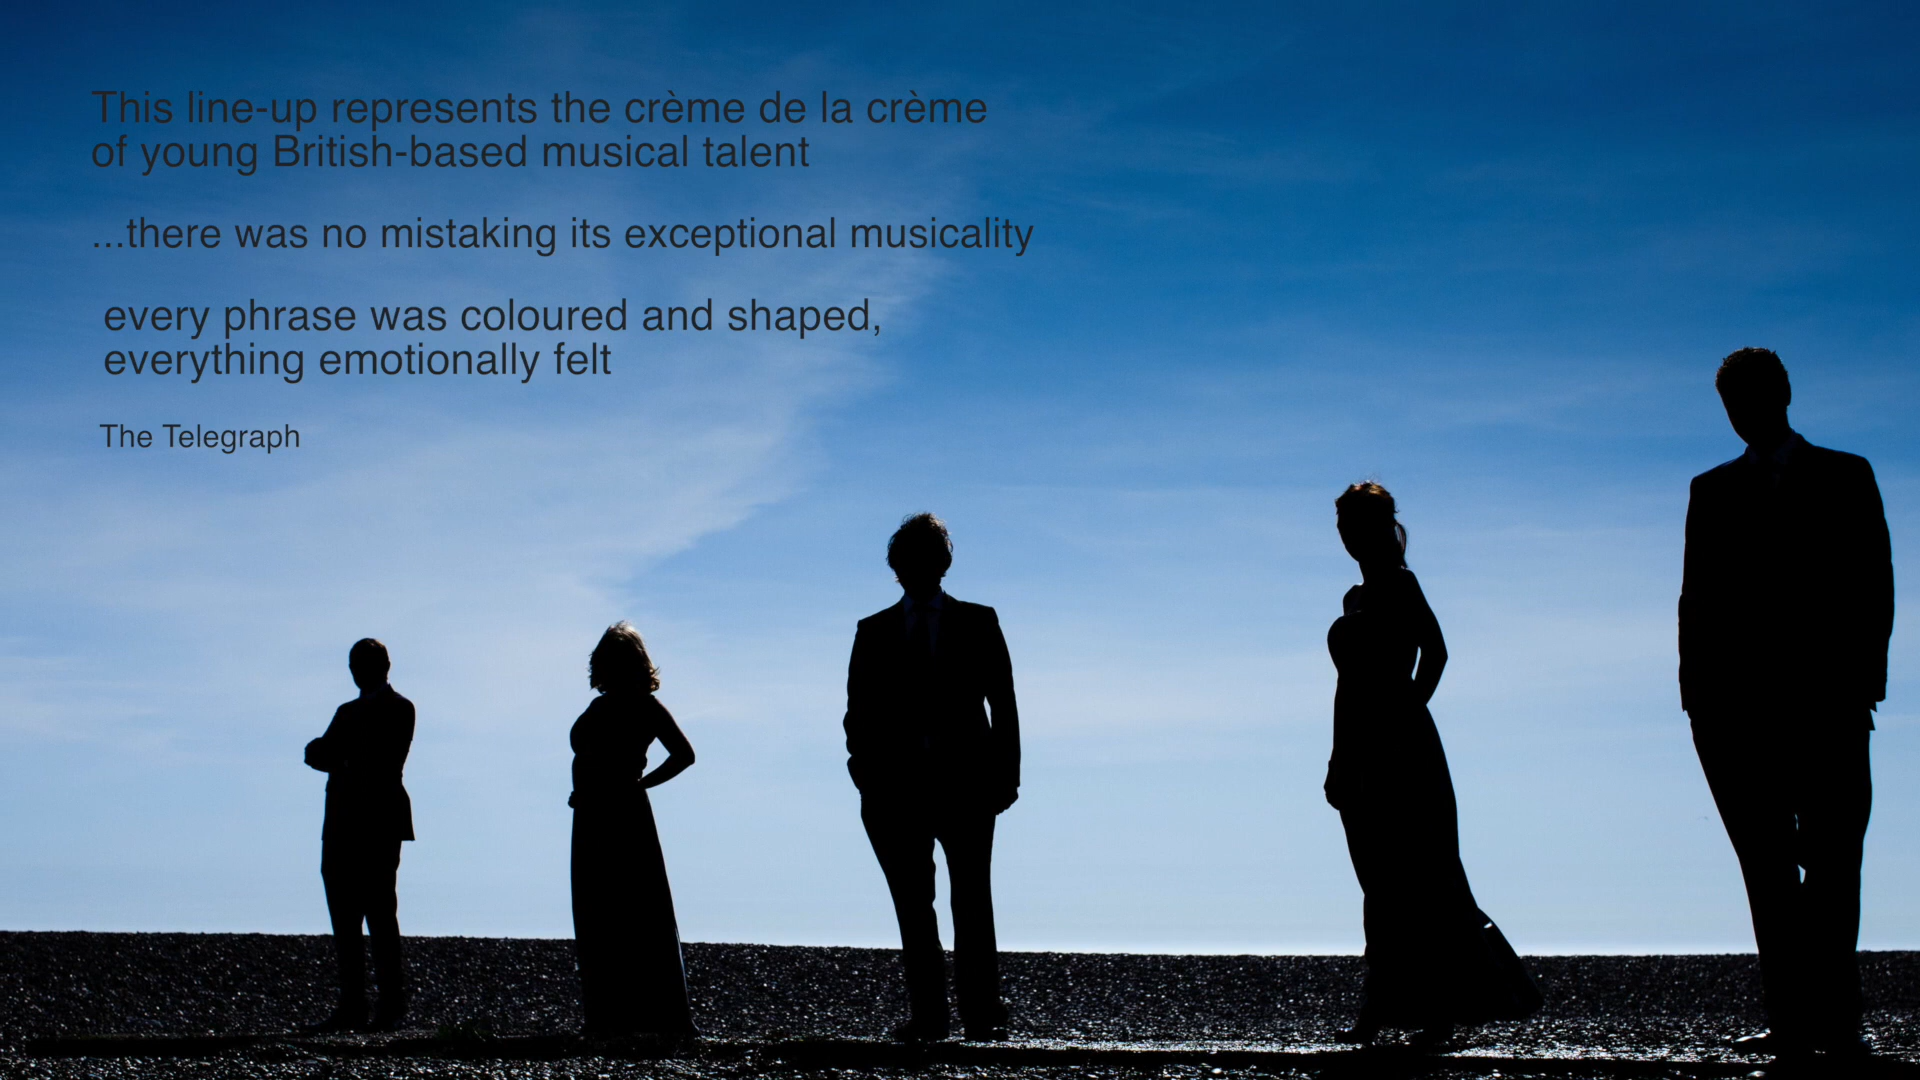 This line-up represents the crème de la crème
of young British-based musical talent
...there was no mistaking its exceptional musicality
every phrase was coloured and shaped,
everything emotionally felt
The Telegraph